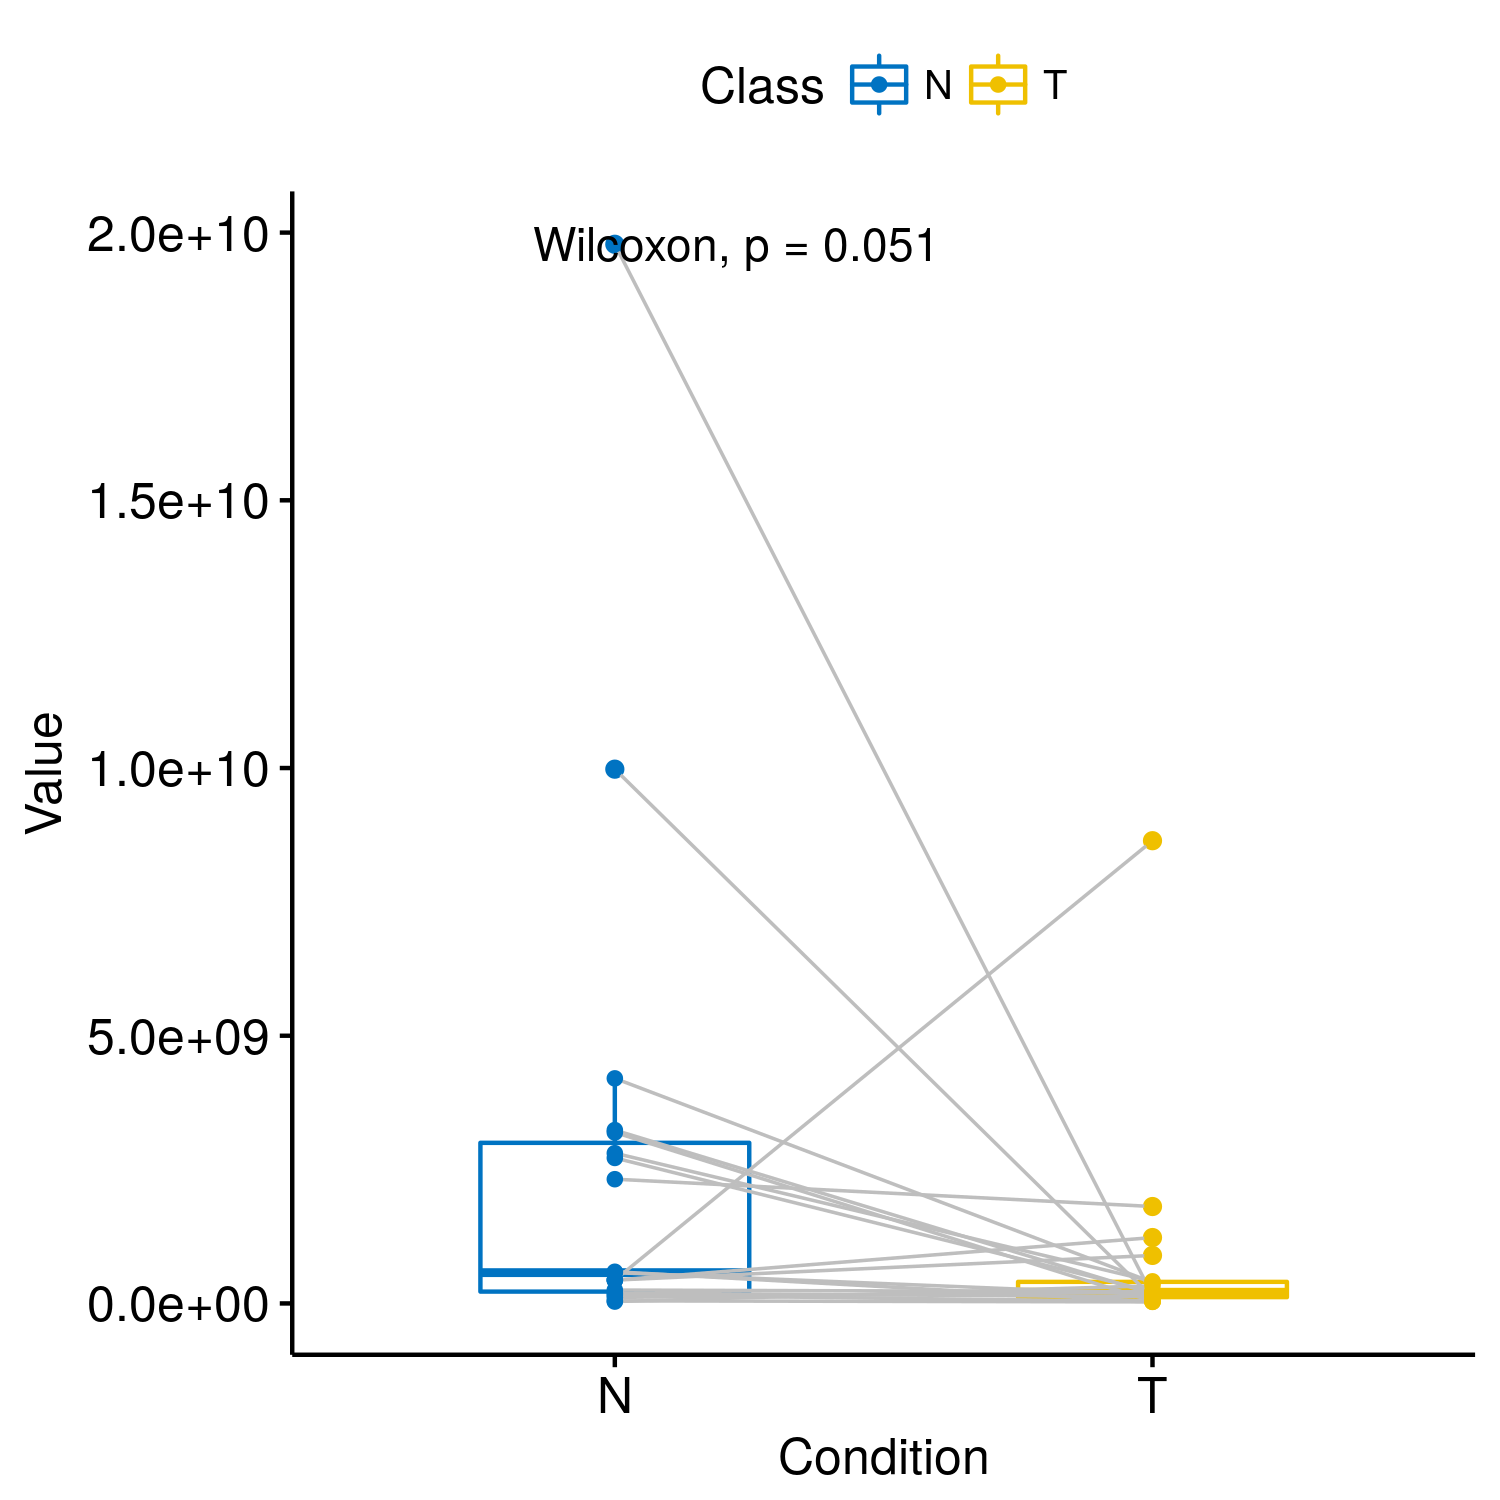 Class N T
Wilcoxon, p = 0.051
2.0e+10
1.5e+10
1.0e+10
5.0e+09
0.0e+00
Value
N T
Condition